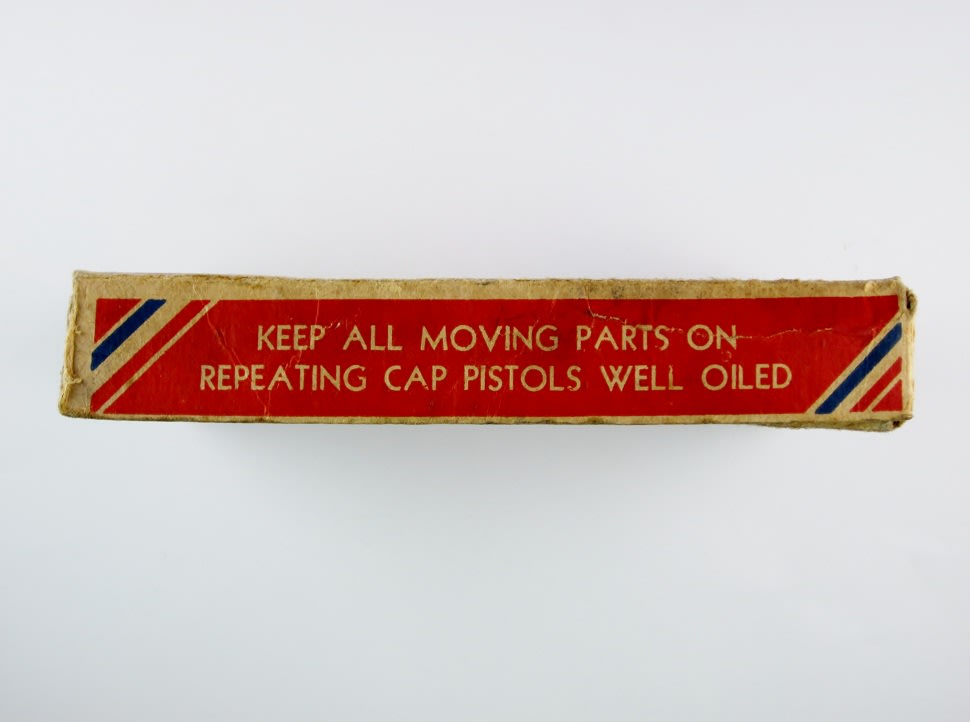 KEEP ALL MOVING PARTS ON
REPEATING CAP PISTOLS WELL OILED